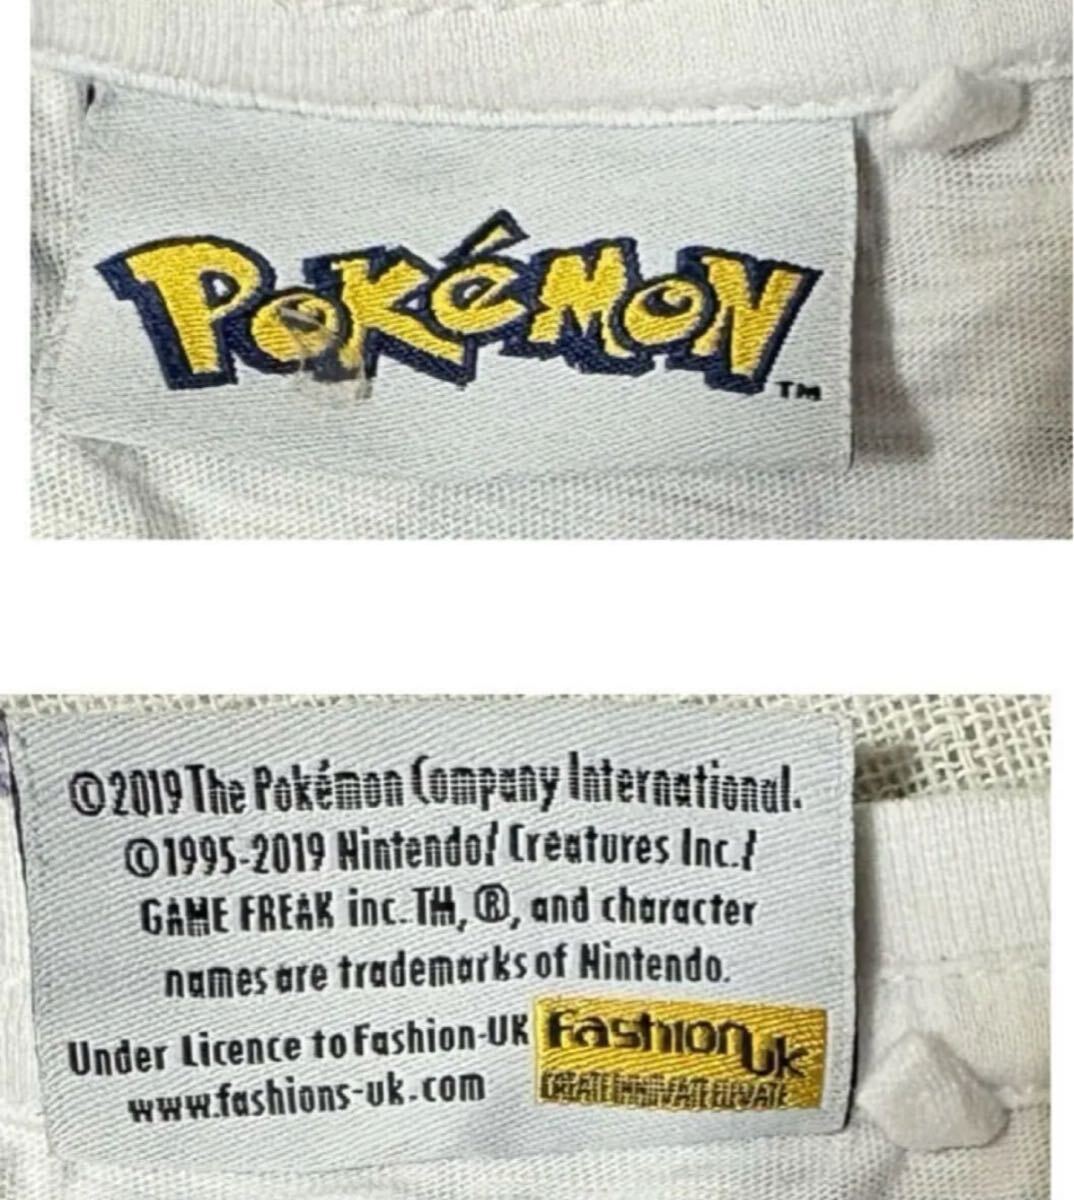 POKéMON
TM
©2019 The Pokémon Company International.
©1995-2019 Nintendo/ Creatures Inc./
GAME FREAK inc. TM, ®, and character
names are trademarks of Nintendo.
Under Licence to Fashion-UK
www.fashions-uk.com
Fashion uk
CREATE INNOVATE ELEVATE